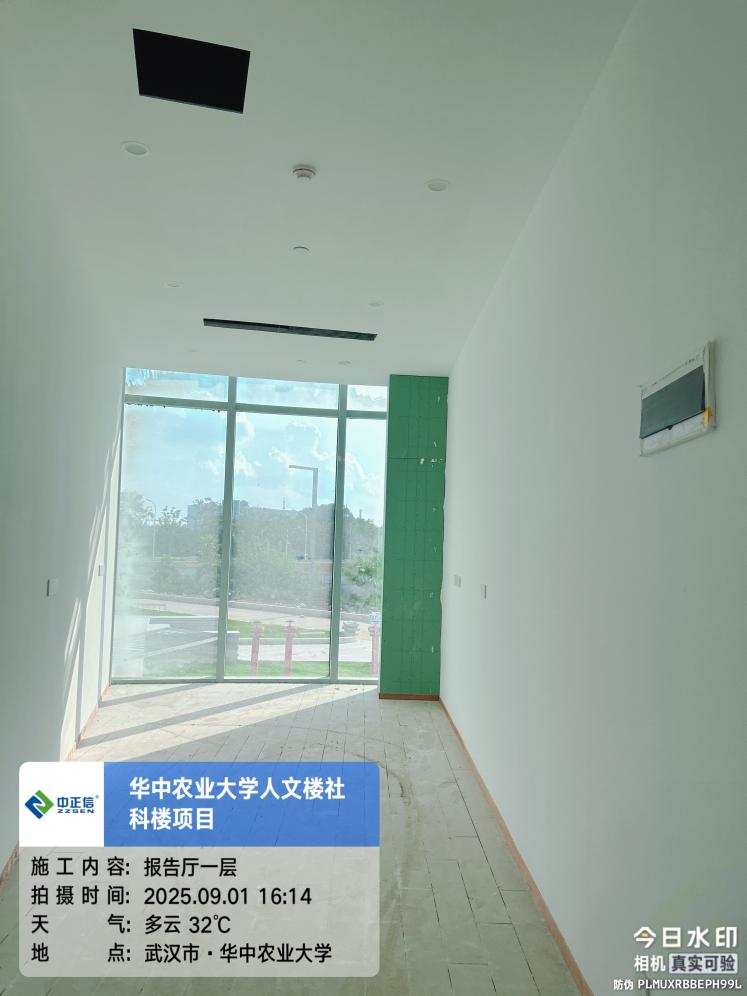 中正信®
ZZSEN
华中农业大学人文楼社
科楼项目
施工内容: 报告厅一层
拍摄时间: 2025.09.01 16:14
天气: 多云 32℃
地点: 武汉市·华中农业大学
今日水印
相机 真实可验
防伪 PLMUXRBBEPH99L